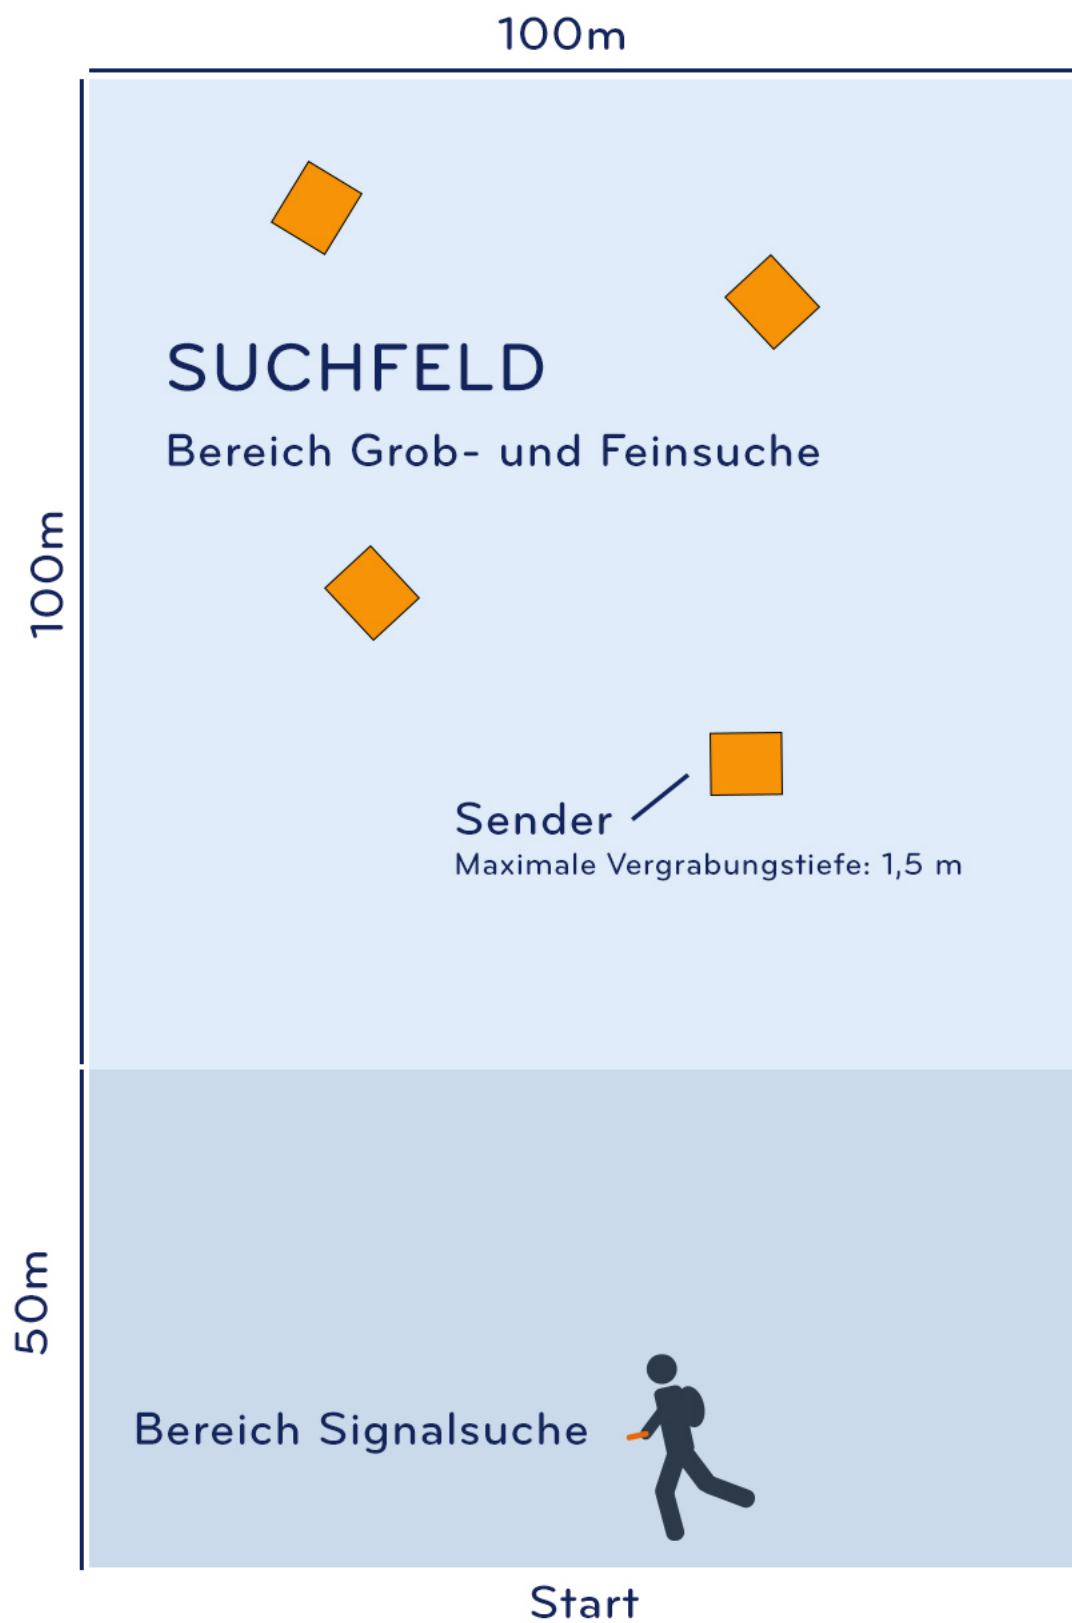 100m
SUCHFELD
Bereich Grob- und Feinsuche
100m
Sender
Maximale Vergrabungstiefe: 1,5 m
50m
Bereich Signalsuche
Start